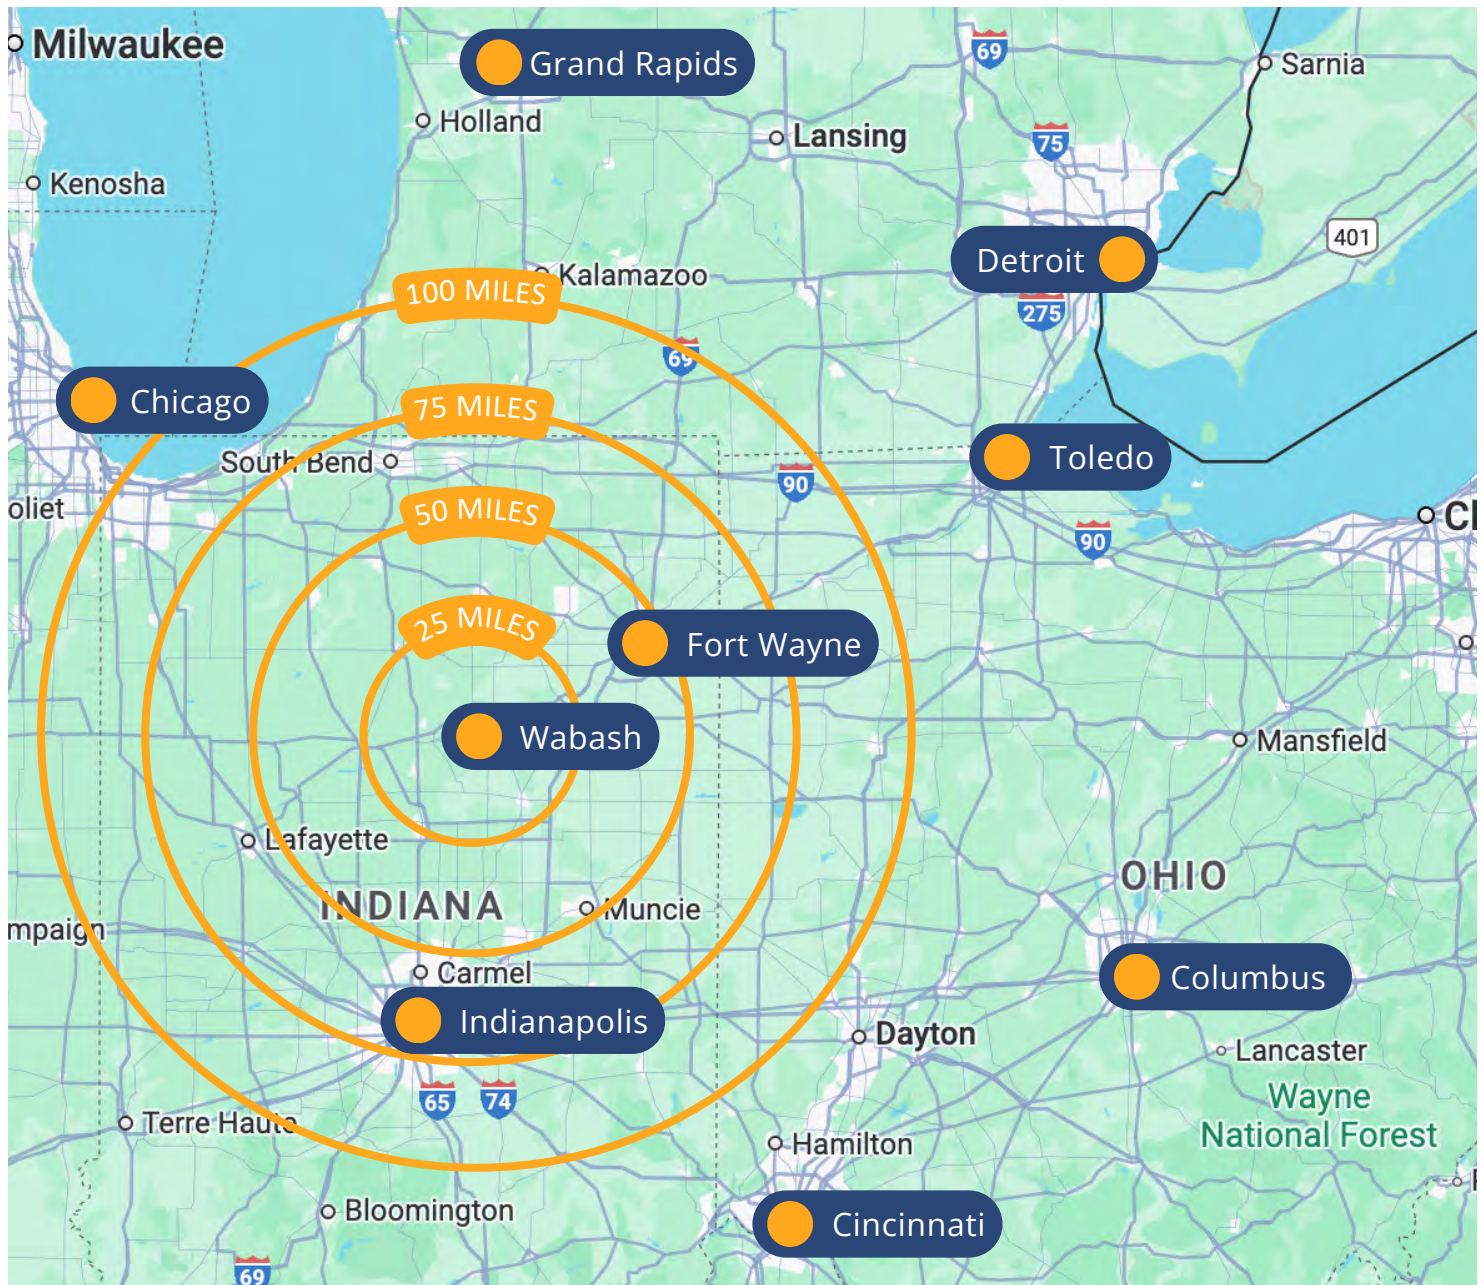 Milwaukee
Grand Rapids
69
Sarnia
Holland
Lansing
75
Kenosha
401
Detroit
Kalamazoo
100 MILES
275
69
Chicago
75 MILES
South Bend
Toledo
90
oliet
50 MILES
Cl
90
25 MILES
Fort Wayne
Wabash
Mansfield
Lafayette
OHIO
INDIANA
Muncie
mpaign
Carmel
Columbus
Indianapolis
Dayton
Lancaster
65
74
Wayne
National Forest
Terre Haute
Hamilton
Bloomington
Cincinnati
69